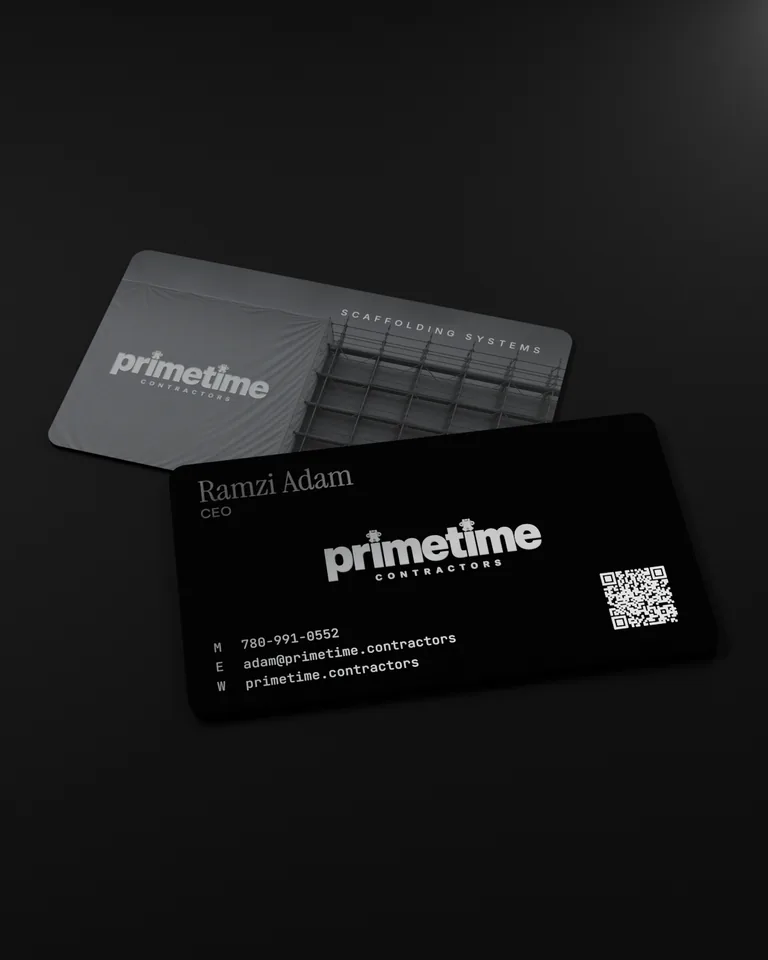 SCAFFOLDING SYSTEMS
primetime
CONTRACTORS
Ramzi Adam
CEO
primetime
CONTRACTORS
M 780-991-0552
E adam@primetime.contractors
W primetime.contractors